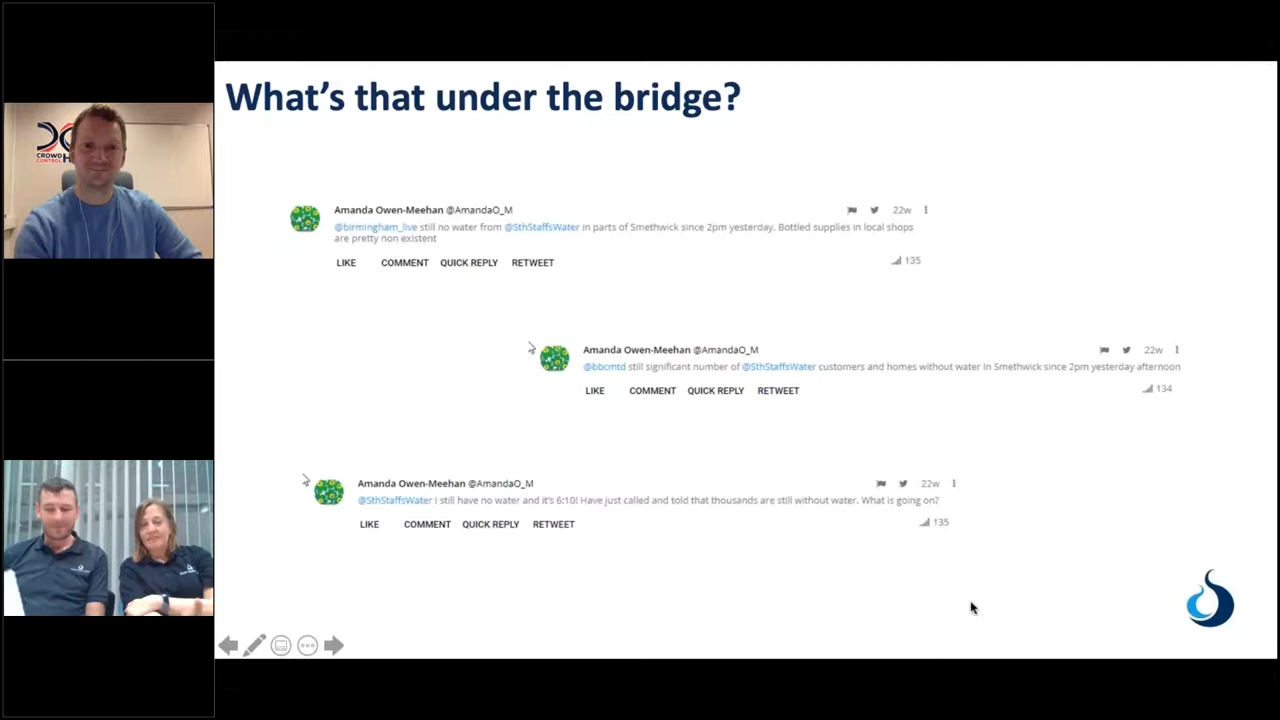 What's that under the bridge?
CROWD
CONTROL H
Amanda Owen-Meehan @AmandaO_M
22w
@birmingham_live still no water from @SthStaffsWater in parts of Smethwick since 2pm yesterday. Bottled supplies in local shops
are pretty non existent
LIKE COMMENT QUICK REPLY RETWEET
135
Amanda Owen-Meehan @AmandaO_M
22w
@bbcmtd still significant number of @SthStaffsWater customers and homes without water In Smethwick since 2pm yesterday afternoon
LIKE COMMENT QUICK REPLY RETWEET
134
Amanda Owen-Meehan @AmandaO_M
22w
@SthStaffsWater I still have no water and it's 6:10! Have just called and told that thousands are still without water. What is going on?
LIKE COMMENT QUICK REPLY RETWEET
135